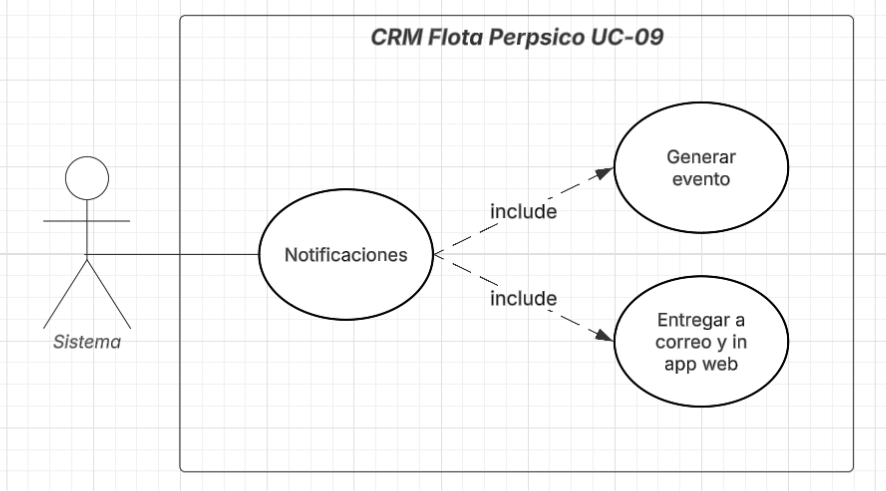 CRM Flota Perpsico UC-09
Generar
evento
include
Notificaciones
include
Entregar a
correo y in
app web
Sistema